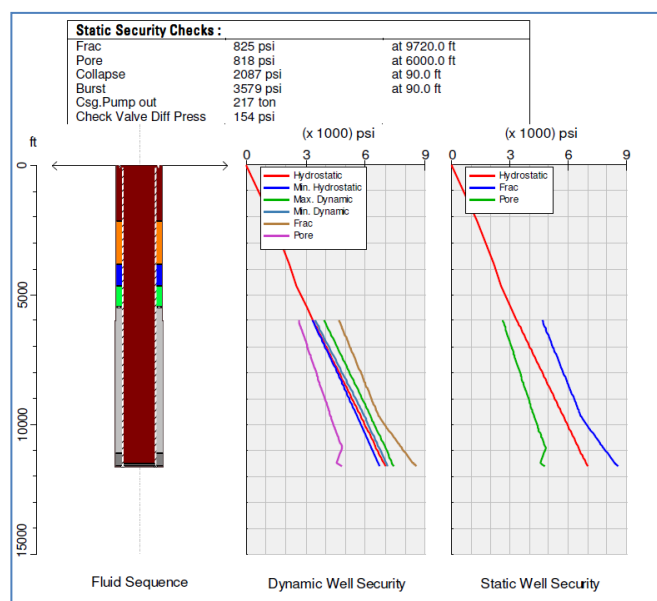 Static Security Checks :
Frac 825 psi at 9720.0 ft
Pore 818 psi at 6000.0 ft
Collapse 2087 psi at 90.0 ft
Burst 3579 psi at 90.0 ft
Csg.Pump out 217 ton
Check Valve Diff Press 154 psi
ft
(x 1000) psi
(x 1000) psi
0 3 6 9
0 3 6 9
0
5000
10000
15000
Hydrostatic
Min. Hydrostatic
Max. Dynamic
Min. Dynamic
Frac
Pore
Hydrostatic
Frac
Pore
Fluid Sequence
Dynamic Well Security
Static Well Security